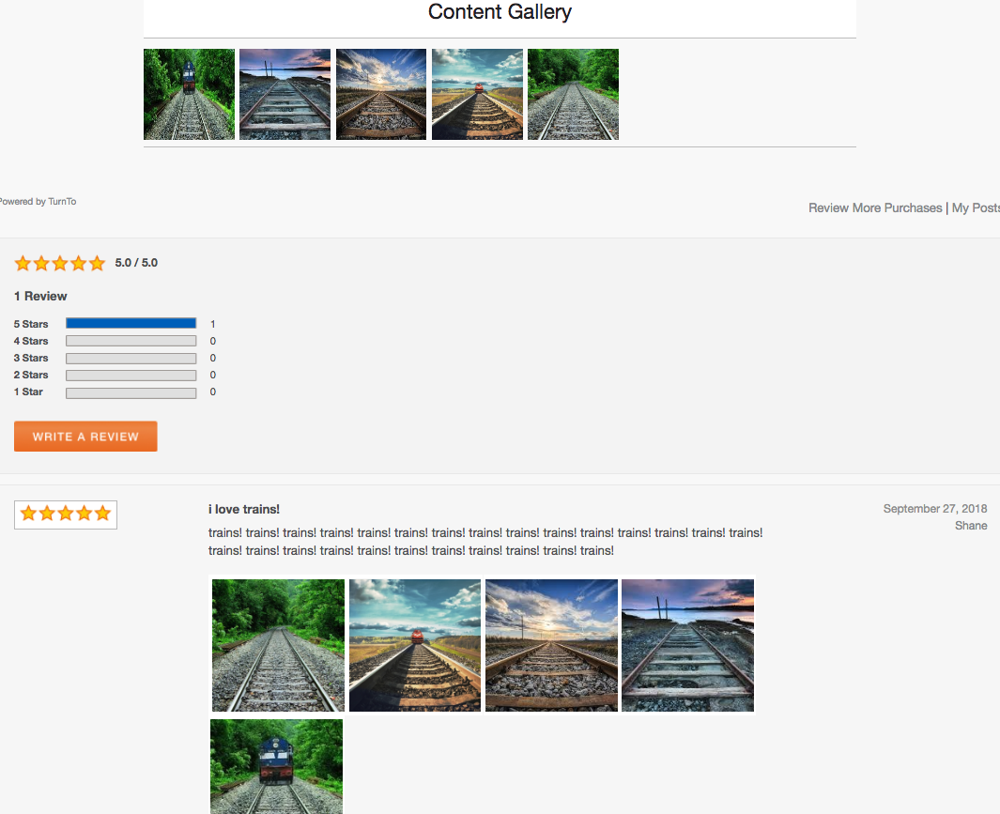 Content Gallery
Powered by TurnTo
Review More Purchases | My Posts
5.0 / 5.0
1 Review
5 Stars 1
4 Stars 0
3 Stars 0
2 Stars 0
1 Star 0
WRITE A REVIEW
i love trains!
September 27, 2018
Shane
trains! trains! trains! trains! trains! trains! trains! trains! trains! trains! trains! trains! trains! trains! trains!
trains! trains! trains! trains! trains! trains! trains! trains! trains! trains! trains!